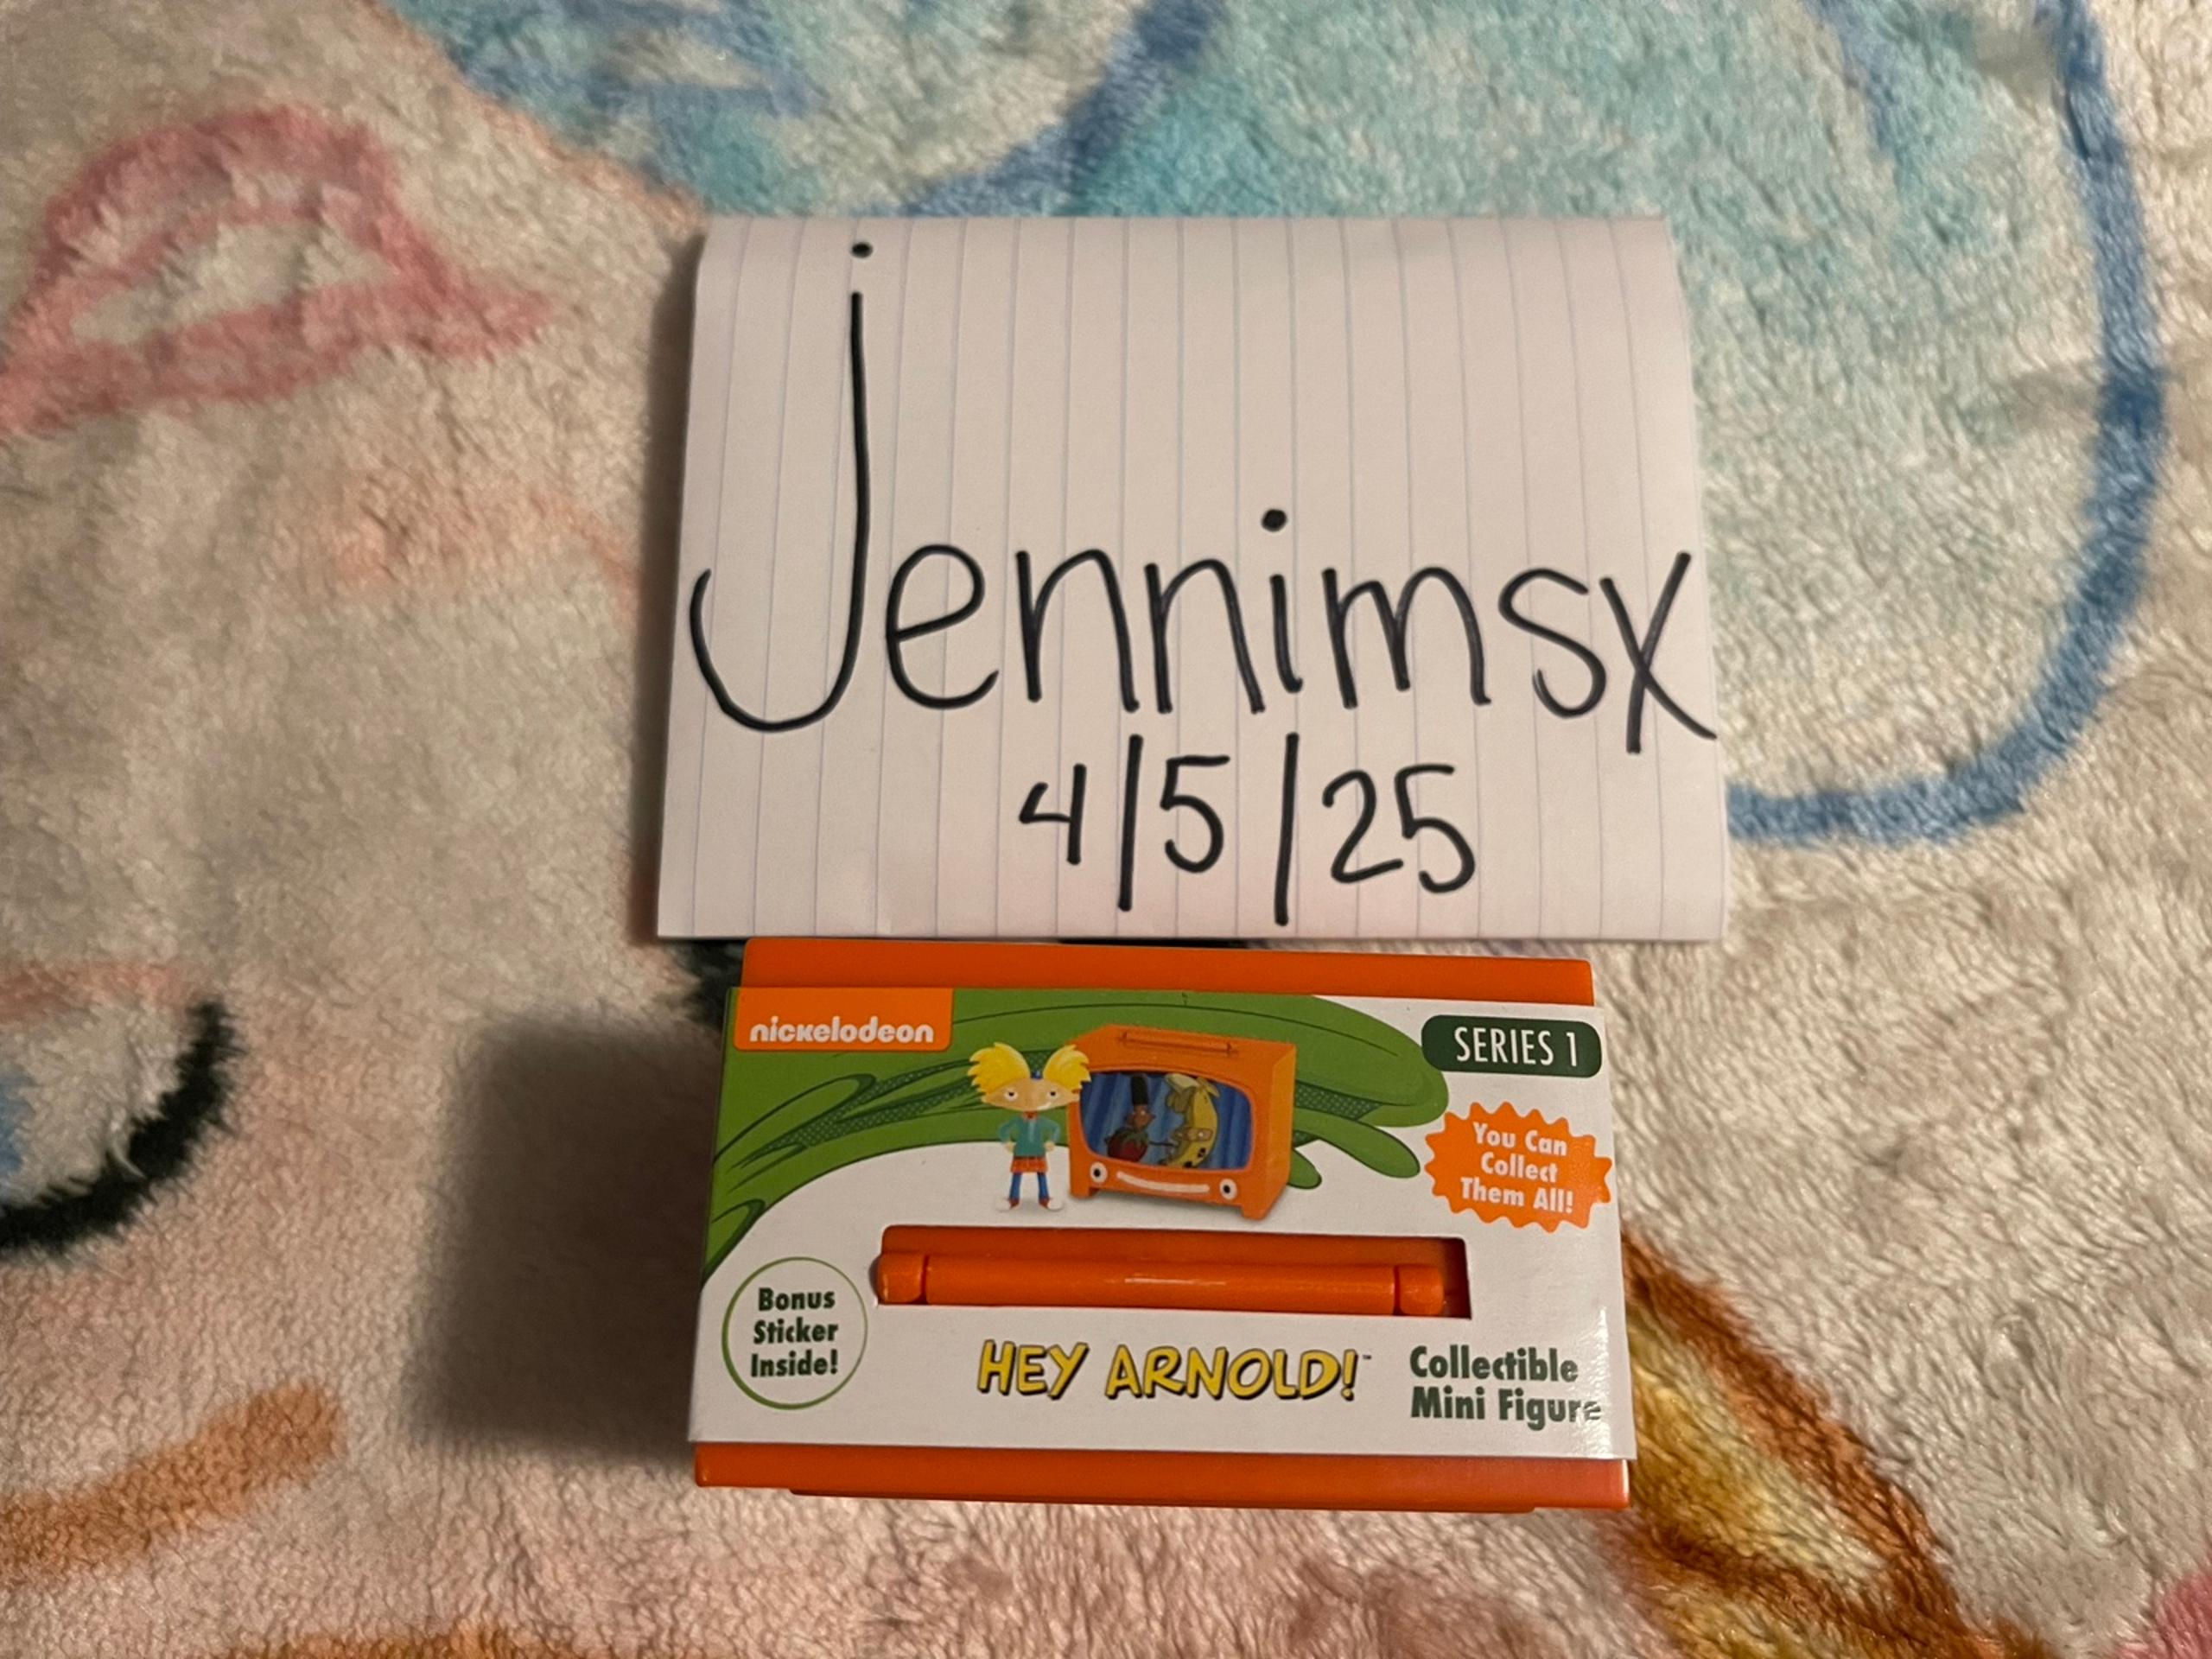 Jennimsx
4/5/25
nickelodeon
SERIES 1
You Can
Collect
Them All!
Bonus
Sticker
Inside!
HEY ARNOLD!™
Collectible
Mini Figure